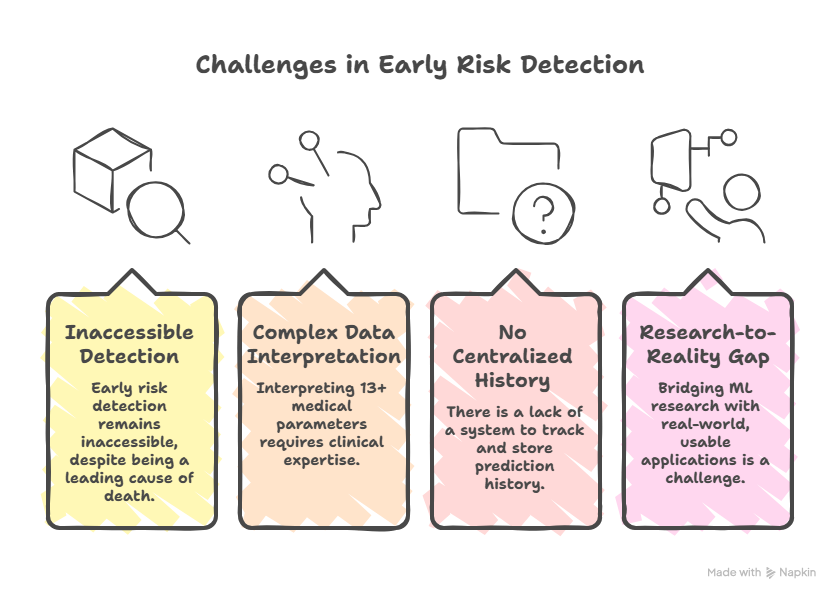 Challenges in Early Risk Detection
?
Inaccessible
Detection
Early risk
detection
remains
inaccessible,
despite being a
leading cause of
death.
Complex Data
Interpretation
Interpreting 13+
medical
parameters
requires clinical
expertise.
No
Centralized
History
There is a lack of
a system to track
and store
prediction
history.
Research-to-
Reality Gap
Bridging ML
research with
real-world,
usable
applications is a
challenge.
Made with Napkin